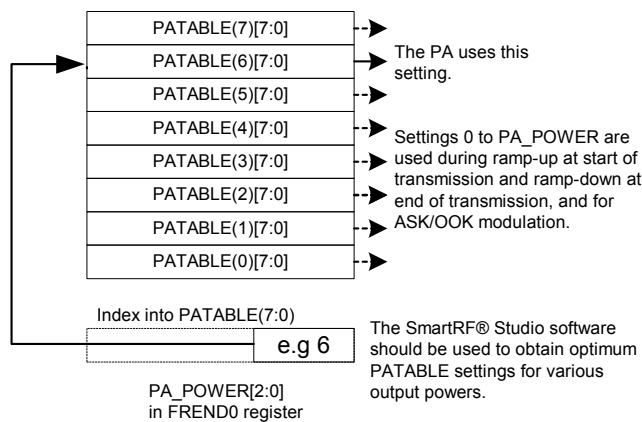 PATABLE(7)[7:0]
PATABLE(6)[7:0]
PATABLE(5)[7:0]
PATABLE(4)[7:0]
PATABLE(3)[7:0]
PATABLE(2)[7:0]
PATABLE(1)[7:0]
PATABLE(0)[7:0]
The PA uses this
setting.
Settings 0 to PA_POWER are
used during ramp-up at start of
transmission and ramp-down at
end of transmission, and for
ASK/OOK modulation.
Index into PATABLE(7:0)
e.g 6
PA_POWER[2:0]
in FREND0 register
The SmartRF® Studio software
should be used to obtain optimum
PATABLE settings for various
output powers.